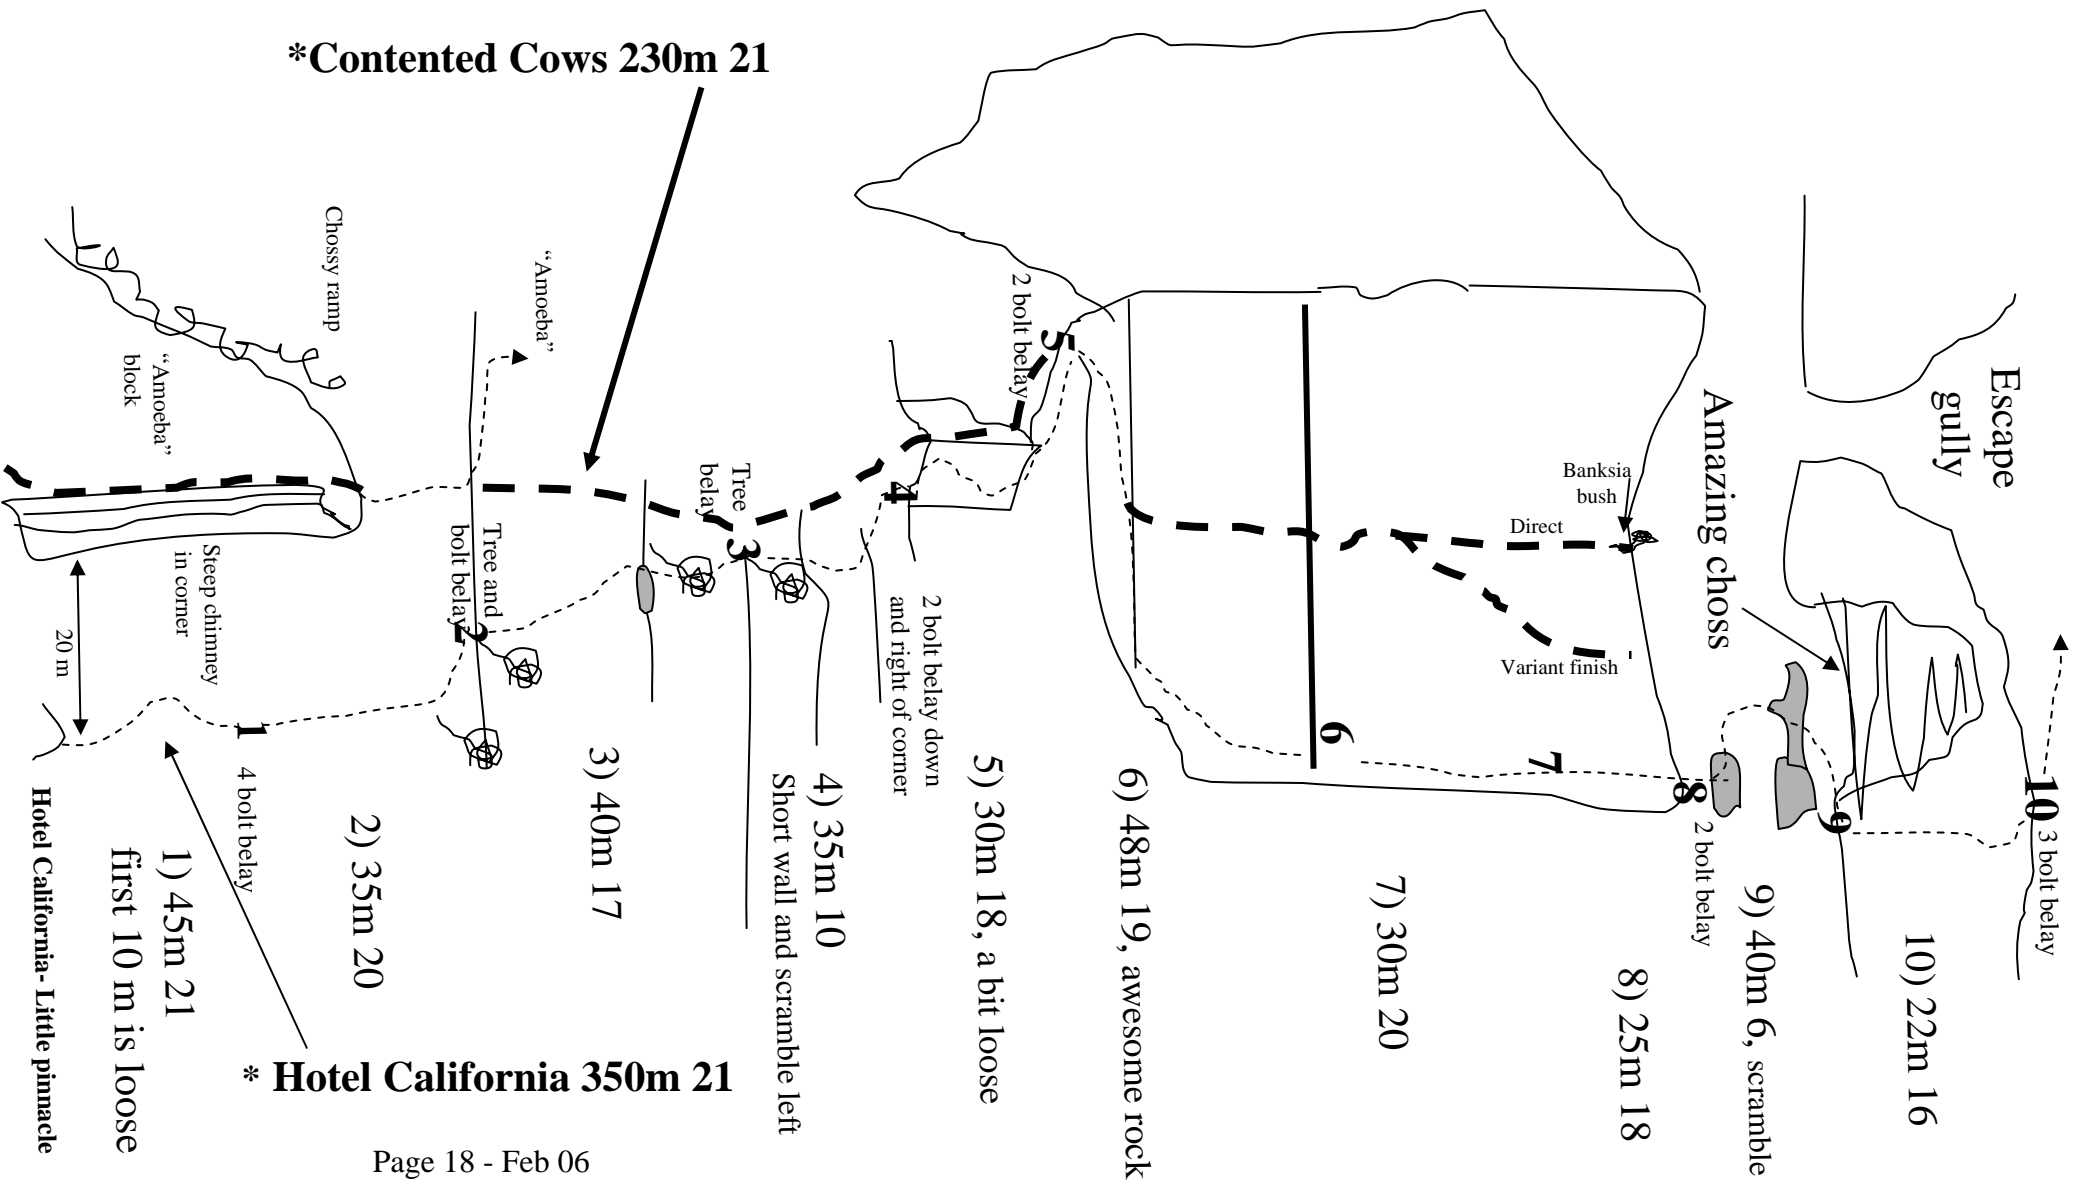 *Contented Cows 230m 21
Chossy ramp
“Amoeba”
block
“Amoeba”
Steep chimney
in corner
20 m
Hotel California- Little pinnacle
1) 45m 21
first 10 m is loose
1
4 bolt belay
2) 35m 20
Tree and
bolt belay
2
3) 40m 17
Tree
belay
3
4) 35m 10
Short wall and scramble left
4
2 bolt belay down
and right of corner
5) 30m 18, a bit loose
2 bolt belay
5
6) 48m 19, awesome rock
6
7) 30m 20
7
Direct
Variant finish
Banksia
bush
8) 25m 18
8
2 bolt belay
Amazing choss
9) 40m 6, scramble
9
Escape
gully
10) 22m 16
10
3 bolt belay
* Hotel California 350m 21
Page 18 - Feb 06